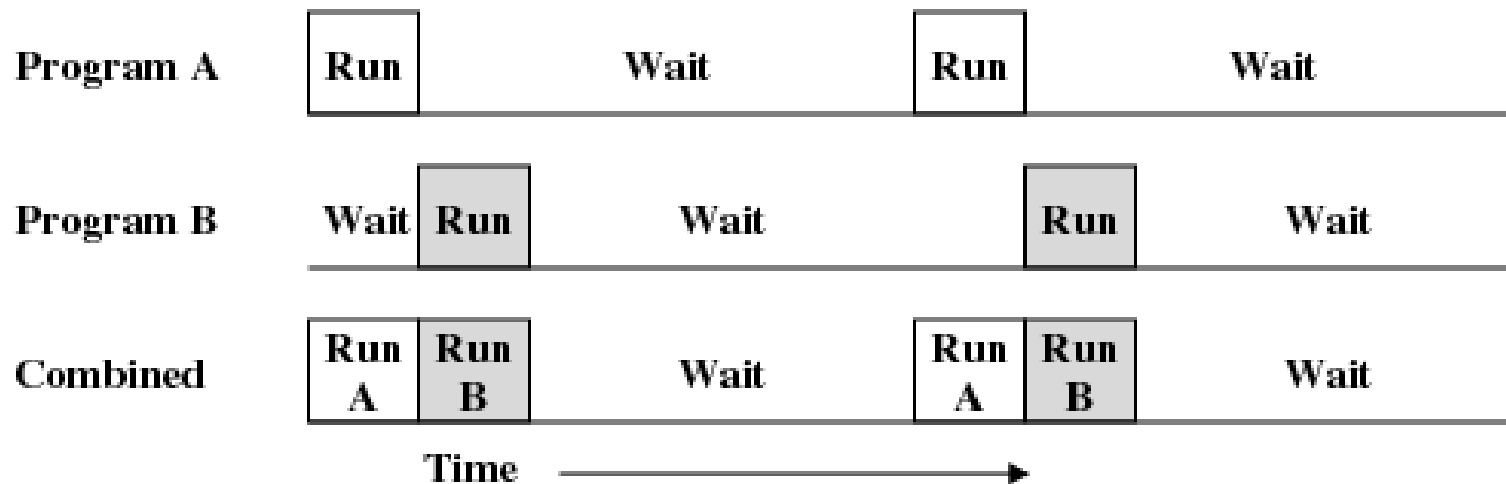 Program A Run Wait Run Wait
Program B Wait Run Wait Run Wait
Run Run Run Run
Combined Wait Wait
A B A B
Time